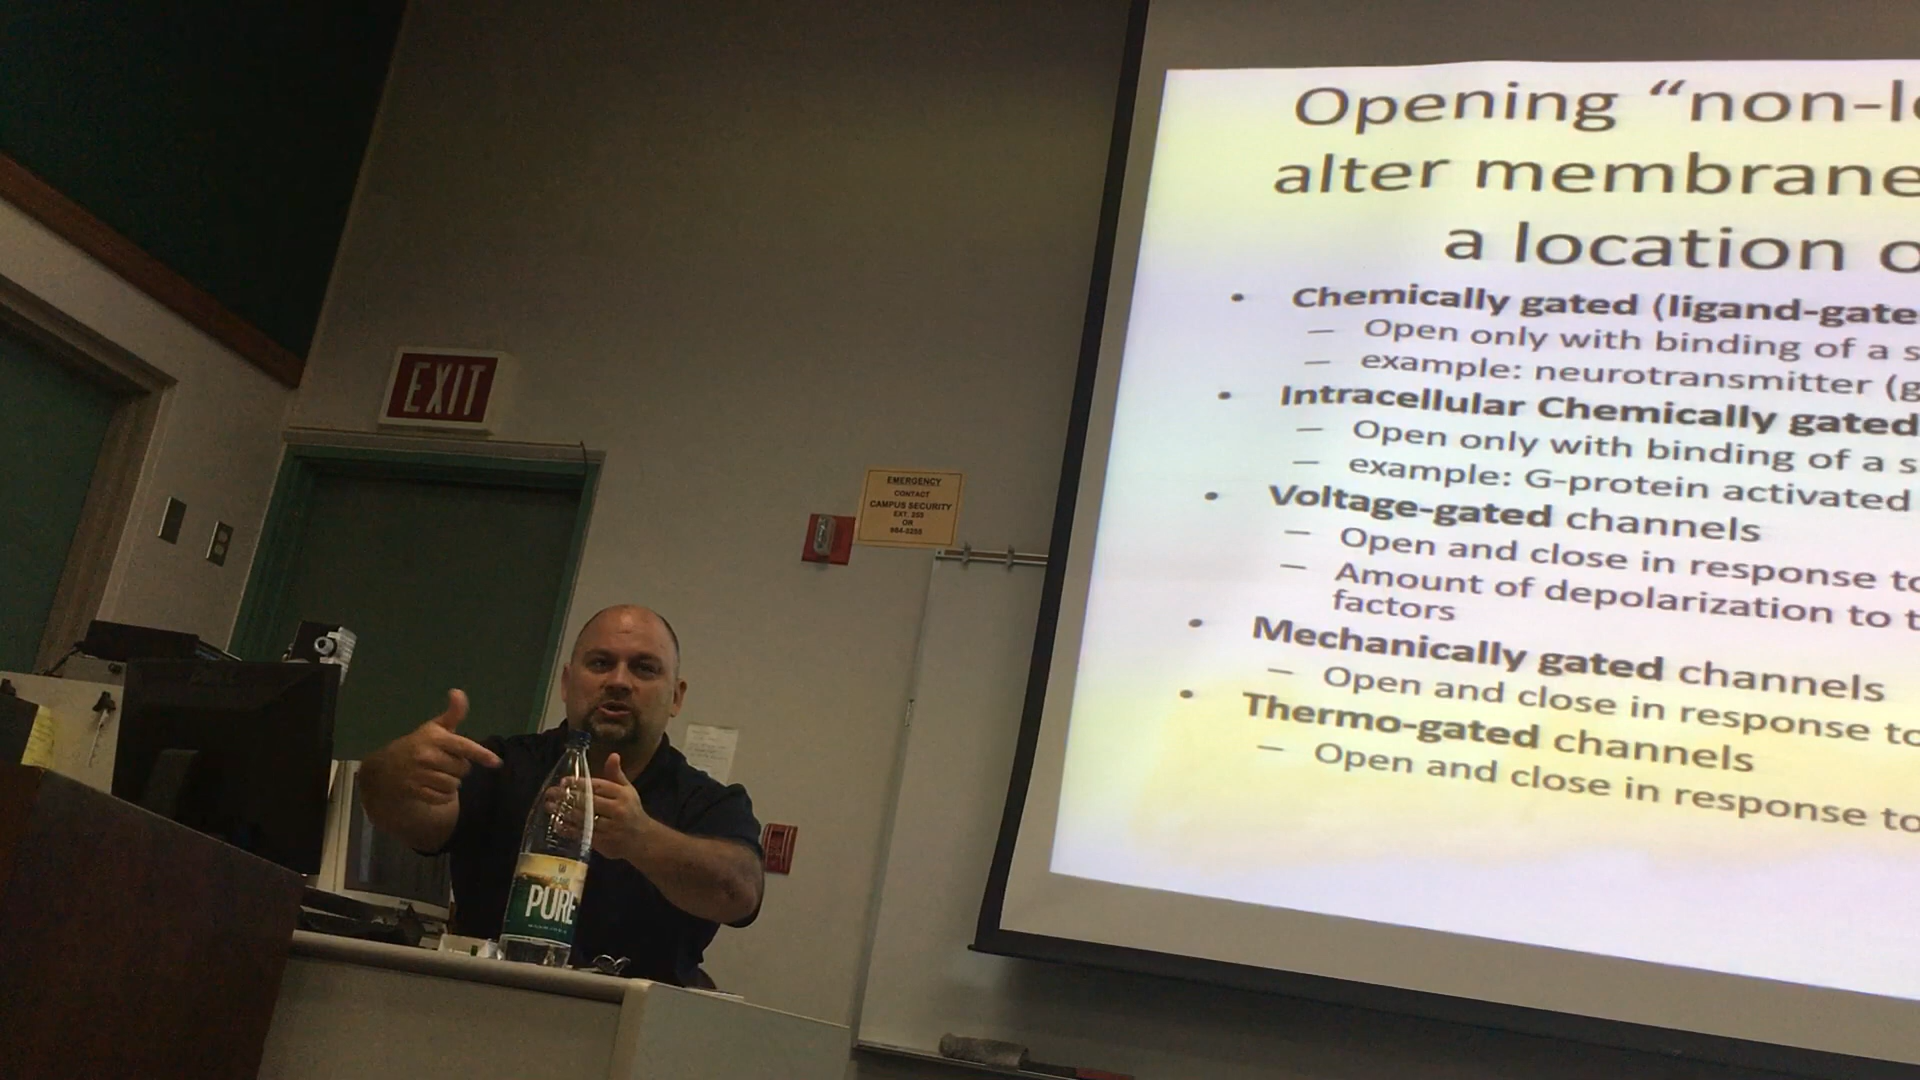 Opening “non-l
alter membrane
a location o
• Chemically gated (ligand-gate
– Open only with binding of a s
– example: neurotransmitter (g
• Intracellular Chemically gated
– Open only with binding of a s
– example: G-protein activated
• Voltage-gated channels
– Open and close in response to
– Amount of depolarization to t
factors
• Mechanically gated channels
– Open and close in response to
• Thermo-gated channels
– Open and close in response to
EXIT
EMERGENCY
CONTACT
CAMPUS SECURITY
EXT.
OR
PURE